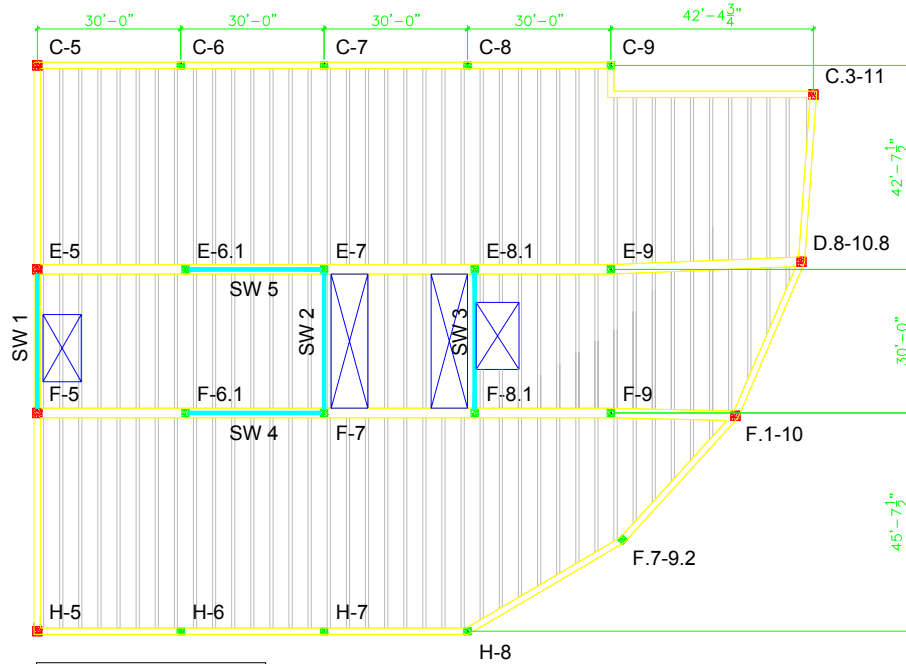 30'-0"
30'-0"
30'-0"
30'-0"
42'-4 3/4"
C-5
C-6
C-7
C-8
C-9
C.3-11
42'-7 1/2"
E-5
E-6.1
E-7
E-8.1
E-9
D.8-10.8
SW 5
SW 1
SW 2
SW 3
30'-0"
F-5
F-6.1
F-8.1
F-9
SW 4
F-7
F.1-10
45'-7 1/2"
F.7-9.2
H-5
H-6
H-7
H-8